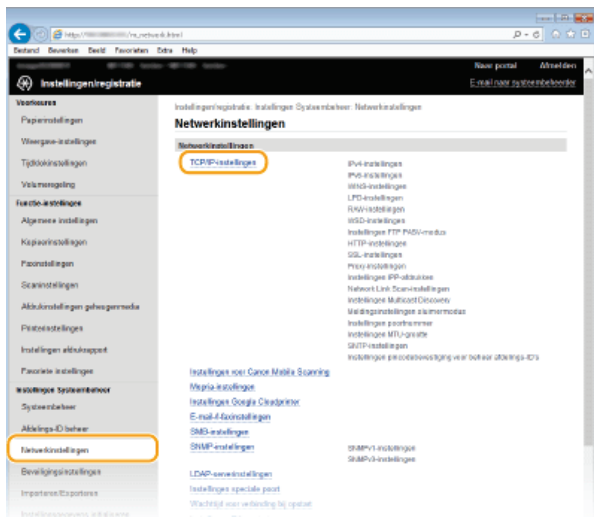 http:// /m_network.html
Bestand Bewerken Beeld Favorieten Extra Help
Naar portal Afmelden
Instellingen/registratie
E-mail naar systeembeheerder
Voorkeuren
Papierinstellingen
Weergave-instellingen
Tijdklokinstellingen
Volumeregeling
Functie-instellingen
Algemene instellingen
Kopieerinstellingen
Faxinstellingen
Scaninstellingen
Afdrukinstellingen geheugenmedia
Printerinstellingen
Instellingen afdrukrapport
Favoriete instellingen
Instellingen Systeembeheer
Systeembeheer
Afdelings-ID beheer
Netwerkinstellingen
Beveiligingsinstellingen
Importeren/Exporteren
Instellingen/registratie: Instellingen Systeembeheer: Netwerkinstellingen
Netwerkinstellingen
Netwerkinstellingen
TCP/IP-instellingen
IPv4-instellingen
IPv6-instellingen
WINS-instellingen
LPD-instellingen
RAW-instellingen
WSD-instellingen
Instellingen FTP PASV-modus
HTTP-instellingen
SSL-instellingen
Proxy-instellingen
Instellingen IPP-afdrukken
Network Link Scan-instellingen
Instellingen Multicast Discovery
Meldingsinstellingen sluimermodus
Instellingen poortnummer
Instellingen MTU-grootte
SNTP-instellingen
Instellingen pincodebevestiging voor beheer afdelings-ID's
Instellingen voor Canon Mobile Scanning
Mopria-instellingen
Instellingen Google Cloudprinter
E-mail-/I-faxinstellingen
SMB-instellingen
SNMP-instellingen
SNMPv1-instellingen
SNMPv3-instellingen
LDAP-serverinstellingen
Instellingen speciale poort
Wachttijd voor verbinding bij opstart